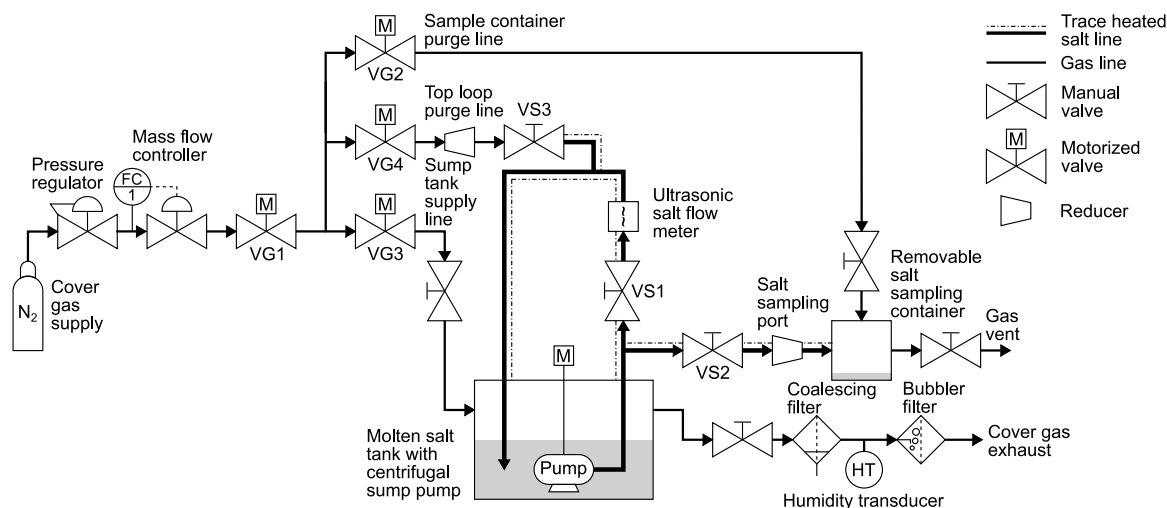 Sample container
purge line
M
VG2
Top loop
purge line
M
VG4
VS3
Sump
tank
supply
line
Mass flow
controller
Pressure
regulator
FC
1
M
VG1
M
VG3
N2
Cover
gas
supply
Ultrasonic
salt flow
meter
VS1
Salt
sampling
port
VS2
Removable
salt
sampling
container
Gas
vent
M
Molten salt
tank with
centrifugal
sump pump
Pump
Coalescing
filter
Bubbler
filter
HT
Humidity transducer
Cover gas
exhaust
Trace heated
salt line
Gas line
Manual
valve
M
Motorized
valve
Reducer